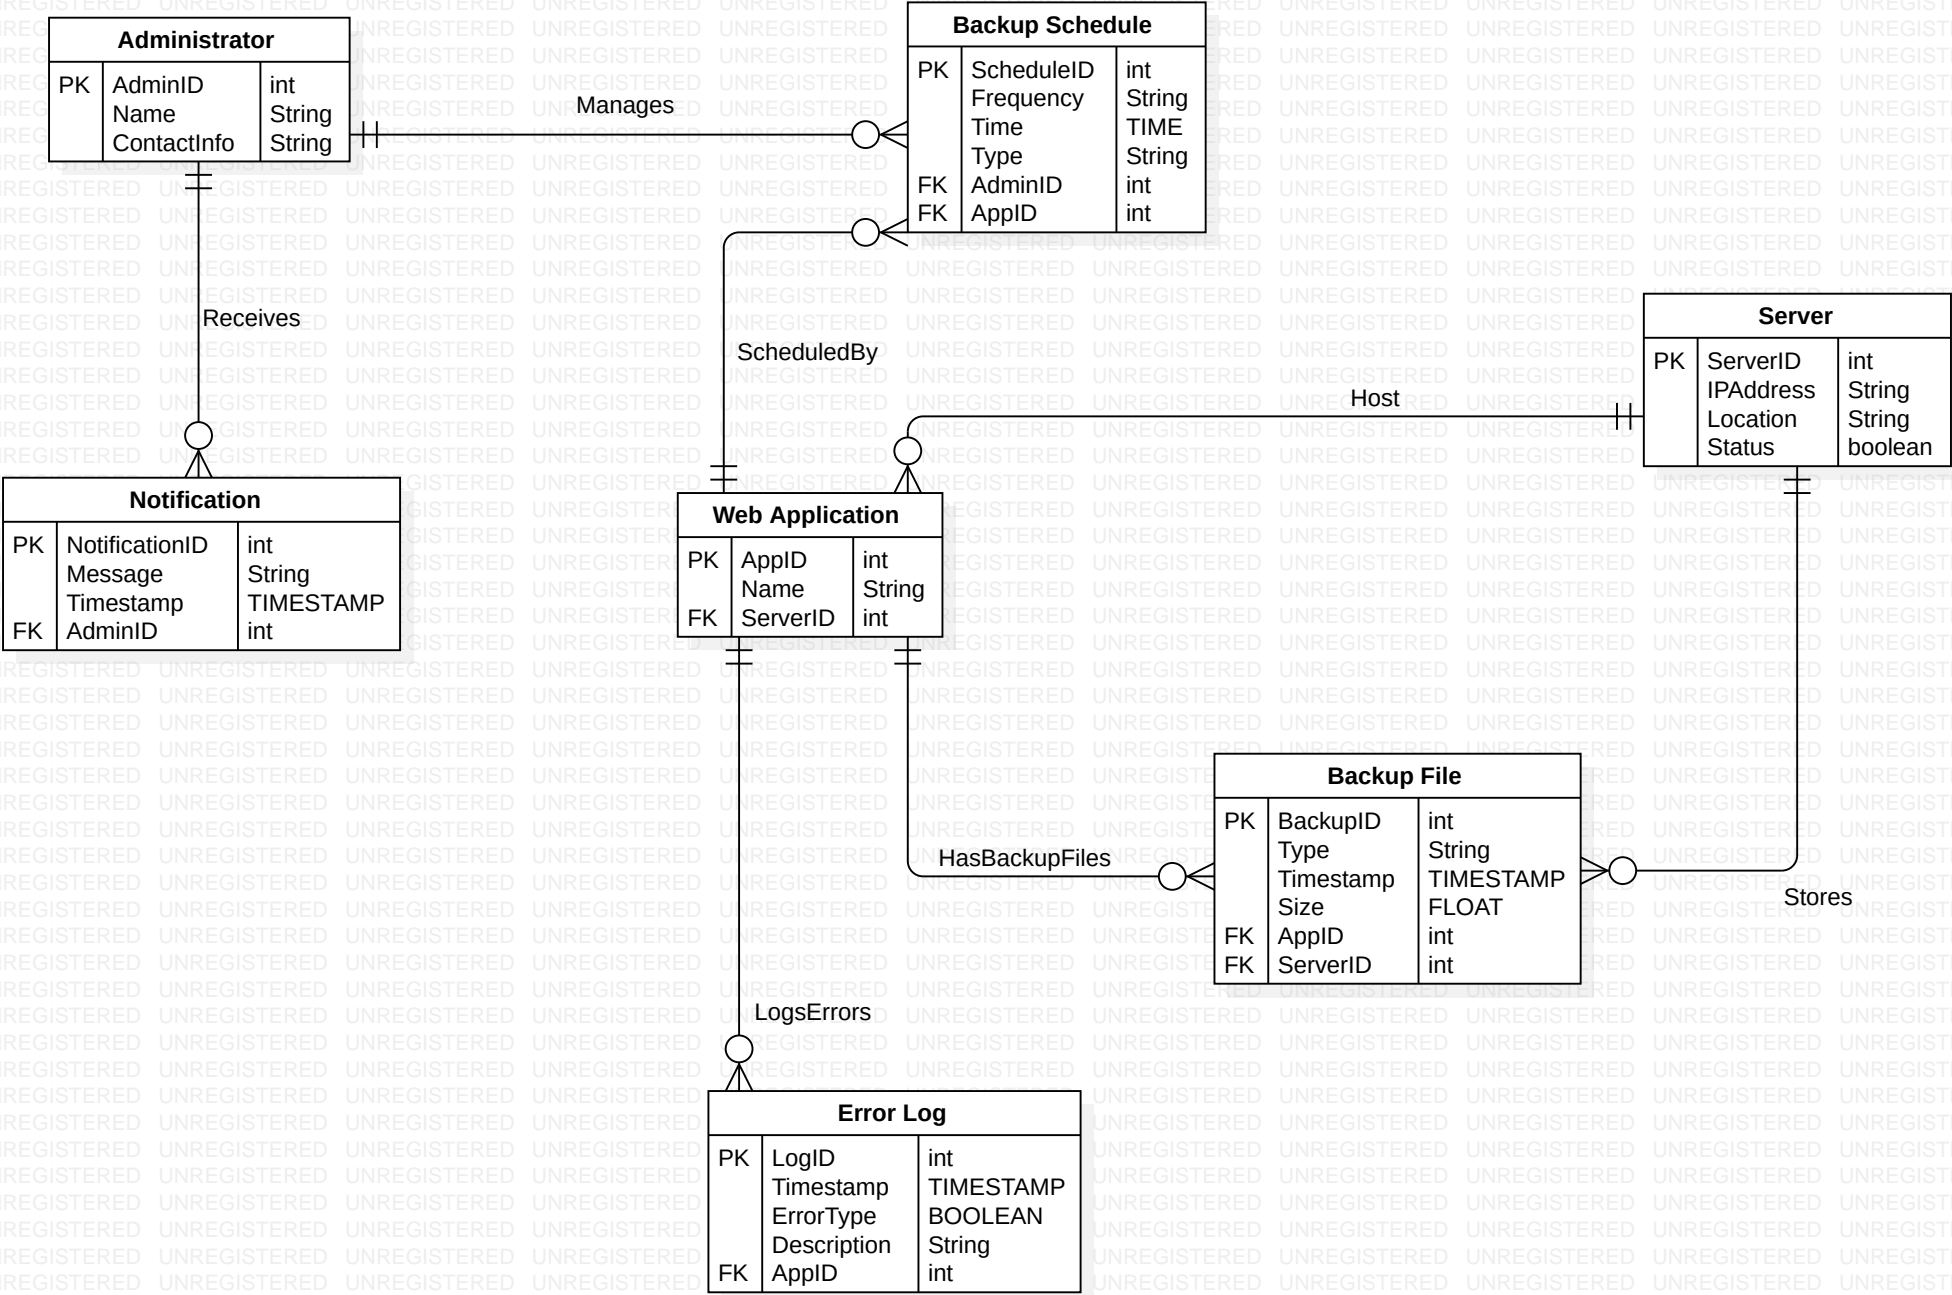 Administrator
PK AdminID int
Name String
ContactInfo String
Manages
Backup Schedule
PK ScheduleID int
Frequency String
Time TIME
Type String
FK AdminID int
FK AppID int
Receives
ScheduledBy
Host
Server
PK ServerID int
IPAddress String
Location String
Status boolean
Notification
PK NotificationID int
Message String
Timestamp TIMESTAMP
FK AdminID int
Web Application
PK AppID int
Name String
FK ServerID int
HasBackupFiles
Backup File
PK BackupID int
Type String
Timestamp TIMESTAMP
Size FLOAT
FK AppID int
FK ServerID int
Stores
LogsErrors
Error Log
PK LogID int
Timestamp TIMESTAMP
ErrorType BOOLEAN
Description String
FK AppID int
UNREGISTERED